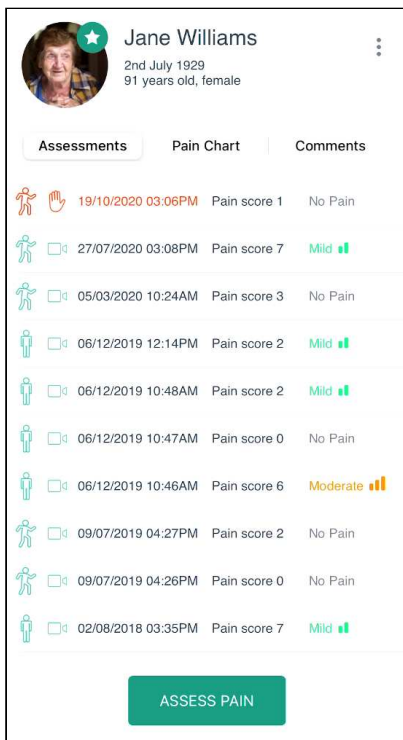 Jane Williams
2nd July 1929
91 years old, female
Assessments Pain Chart Comments
19/10/2020 03:06PM Pain score 1 No Pain
27/07/2020 03:08PM Pain score 7 Mild
05/03/2020 10:24AM Pain score 3 No Pain
06/12/2019 12:14PM Pain score 2 Mild
06/12/2019 10:48AM Pain score 2 Mild
06/12/2019 10:47AM Pain score 0 No Pain
06/12/2019 10:46AM Pain score 6 Moderate
09/07/2019 04:27PM Pain score 2 No Pain
09/07/2019 04:26PM Pain score 0 No Pain
02/08/2018 03:35PM Pain score 7 Mild
ASSESS PAIN